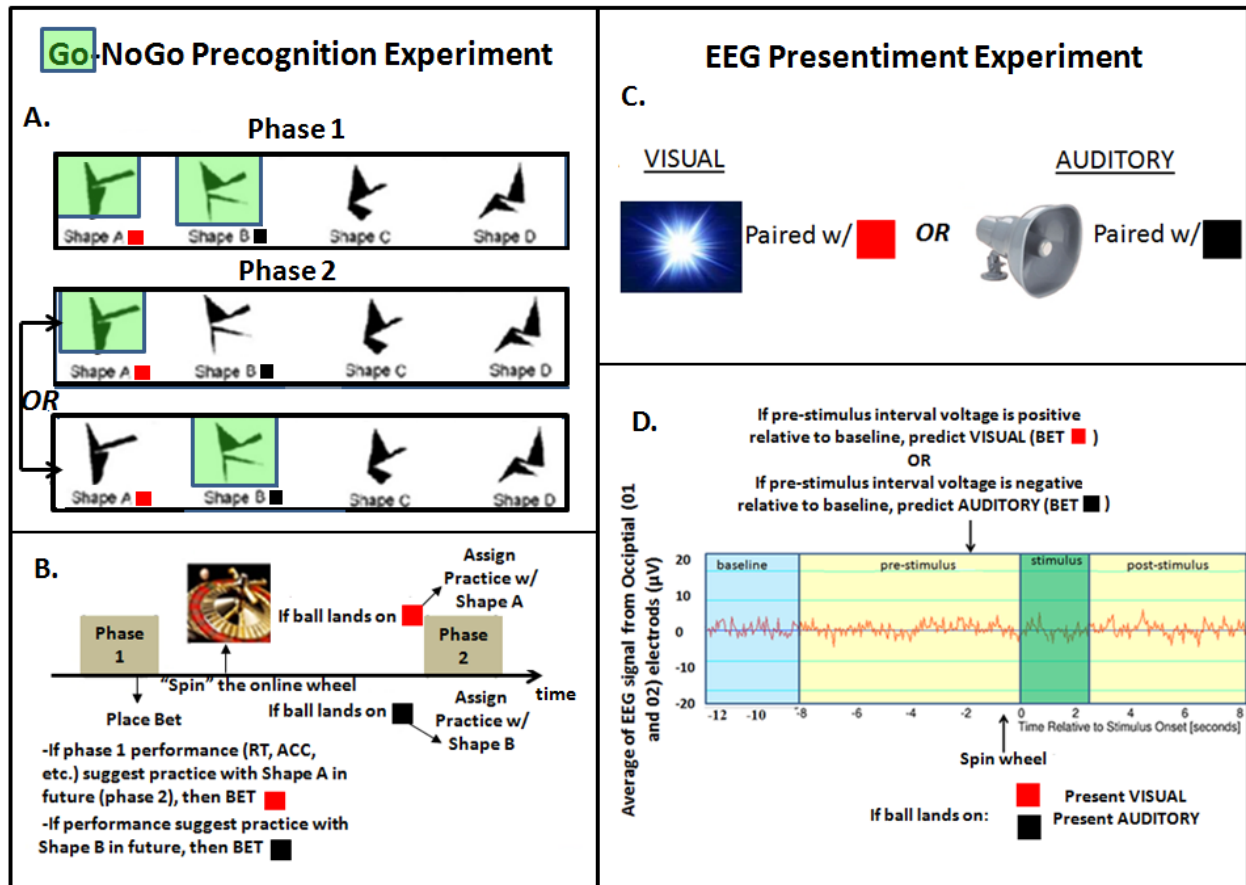 Go-NoGo Precognition Experiment
A.
Phase 1
Shape A
Shape B
Shape C
Shape D
Phase 2
Shape A
Shape B
Shape C
Shape D
OR
Shape A
Shape B
Shape C
Shape D
B.
Phase
1
"Spin" the online wheel
Place Bet
If ball lands on
Assign
Practice w/
Shape A
Phase
2
time
If ball lands on
Assign
Practice w/
Shape B
-If phase 1 performance (RT, ACC,
etc.) suggest practice with Shape A in
future (phase 2), then BET
-If performance suggest practice with
Shape B in future, then BET
EEG Presentiment Experiment
C.
VISUAL
Paired w/
OR
AUDITORY
Paired w/
D.
If pre-stimulus interval voltage is positive
relative to baseline, predict VISUAL (BET )
OR
If pre-stimulus interval voltage is negative
relative to baseline, predict AUDITORY (BET )
Average of EEG signal from Occiptial (01
and 02) electrods (μV)
20
10
0
-10
-20
baseline
pre-stimulus
stimulus
post-stimulus
-12
-10
-8
-6
-4
-2
0
2
4
6
8
Time Relative to Stimulus Onset [seconds]
Spin wheel
If ball lands on:
Present VISUAL
Present AUDITORY